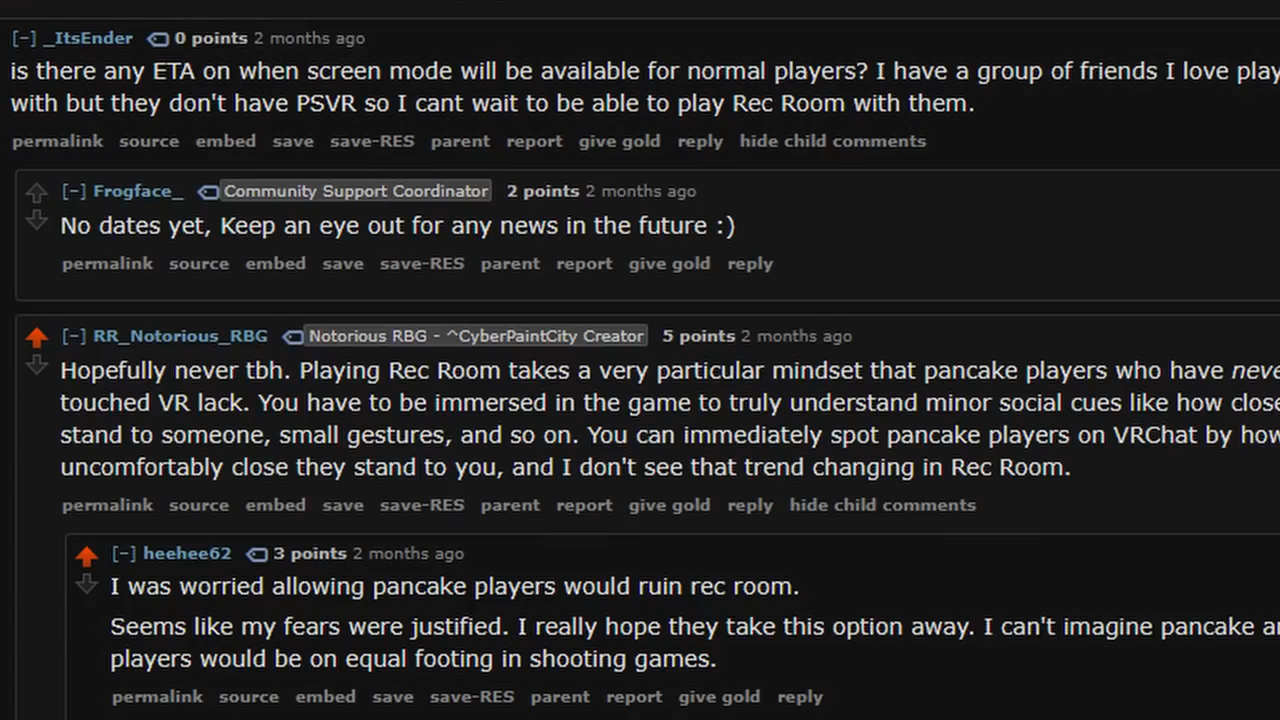 [−] _ItsEnder 0 points 2 months ago
is there any ETA on when screen mode will be available for normal players? I have a group of friends I love play
with but they don't have PSVR so I cant wait to be able to play Rec Room with them.
permalink source embed save save-RES parent report give gold reply hide child comments
[−] Frogface_ Community Support Coordinator 2 points 2 months ago
No dates yet, Keep an eye out for any news in the future :)
permalink source embed save save-RES parent report give gold reply
[−] RR_Notorious_RBG Notorious RBG - ^CyberPaintCity Creator 5 points 2 months ago
Hopefully never tbh. Playing Rec Room takes a very particular mindset that pancake players who have neve
touched VR lack. You have to be immersed in the game to truly understand minor social cues like how close
stand to someone, small gestures, and so on. You can immediately spot pancake players on VRChat by how
uncomfortably close they stand to you, and I don't see that trend changing in Rec Room.
permalink source embed save save-RES parent report give gold reply hide child comments
[−] heehee62 3 points 2 months ago
I was worried allowing pancake players would ruin rec room.
Seems like my fears were justified. I really hope they take this option away. I can't imagine pancake a
players would be on equal footing in shooting games.
permalink source embed save save-RES parent report give gold reply